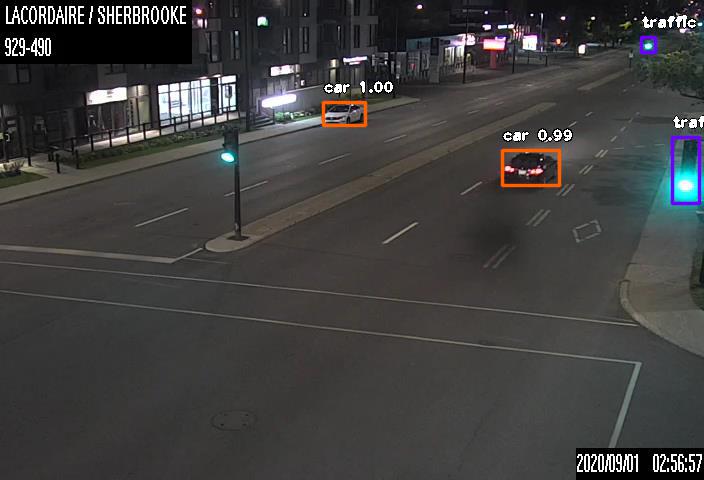 LACORDAIRE / SHERBROOKE
929-490
traffic
car 1.00
traf
car 0.99
2020/09/01 02:56:57